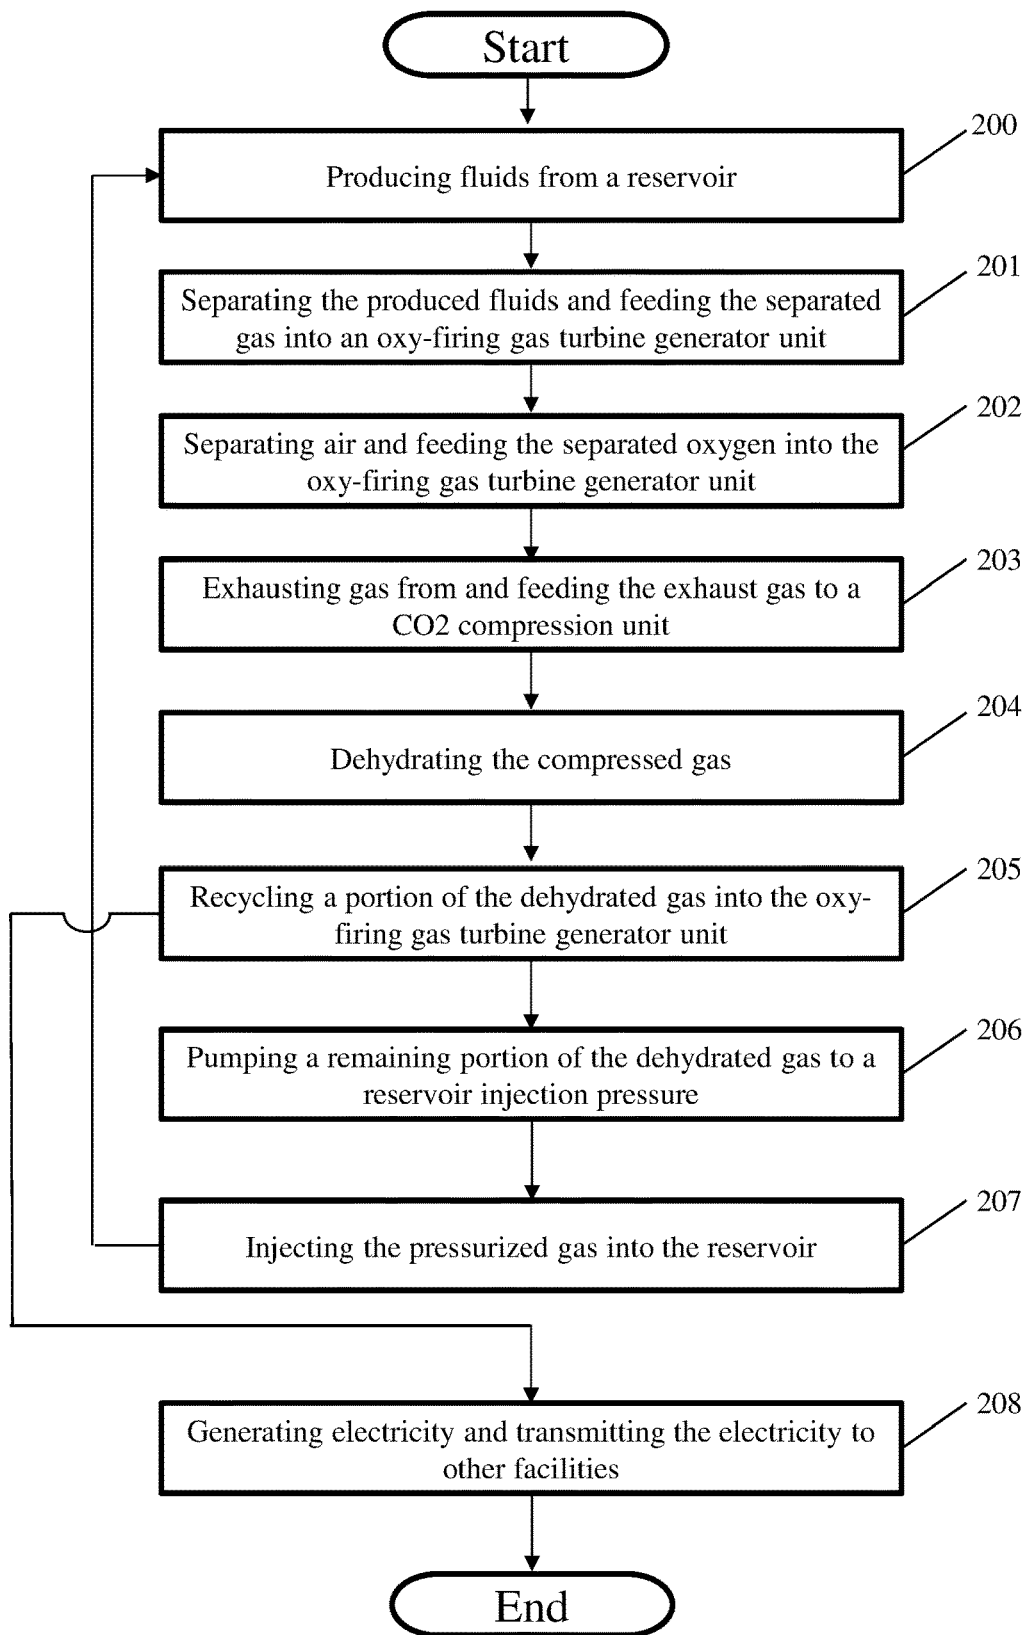 Start
200
Producing fluids from a reservoir
201
Separating the produced fluids and feeding the separated
gas into an oxy-firing gas turbine generator unit
202
Separating air and feeding the separated oxygen into the
oxy-firing gas turbine generator unit
203
Exhausting gas from and feeding the exhaust gas to a
CO2 compression unit
204
Dehydrating the compressed gas
205
Recycling a portion of the dehydrated gas into the oxy-
firing gas turbine generator unit
206
Pumping a remaining portion of the dehydrated gas to a
reservoir injection pressure
207
Injecting the pressurized gas into the reservoir
208
Generating electricity and transmitting the electricity to
other facilities
End